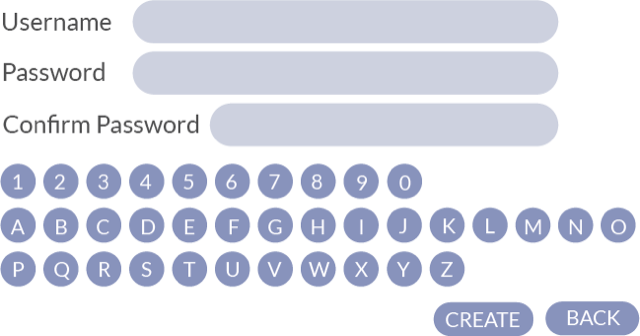 Username
Password
Confirm Password
1 2 3 4 5 6 7 8 9 0
A B C D E F G H I J K L M N O
P Q R S T U V W X Y Z
CREATE BACK